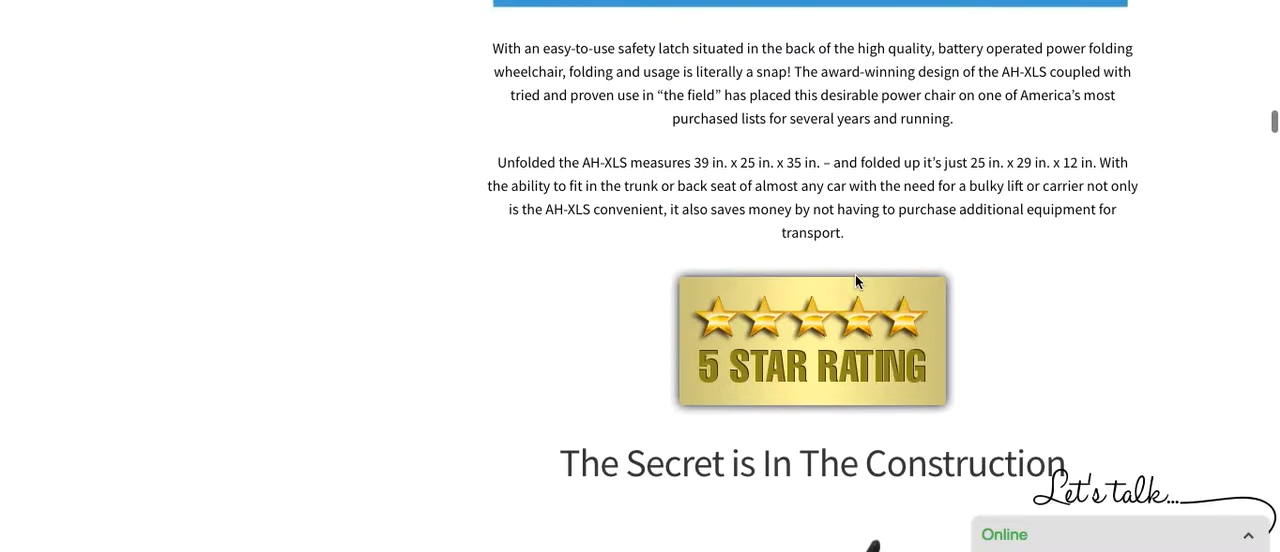 With an easy-to-use safety latch situated in the back of the high quality, battery operated power folding
wheelchair, folding and usage is literally a snap! The award-winning design of the AH-XLS coupled with
tried and proven use in “the field” has placed this desirable power chair on one of America’s most
purchased lists for several years and running.
Unfolded the AH-XLS measures 39 in. x 25 in. x 35 in. – and folded up it’s just 25 in. x 29 in. x 12 in. With
the ability to fit in the trunk or back seat of almost any car with the need for a bulky lift or carrier not only
is the AH-XLS convenient, it also saves money by not having to purchase additional equipment for
transport.
5 STAR RATING
The Secret is In The Construction
Let's talk...
Online